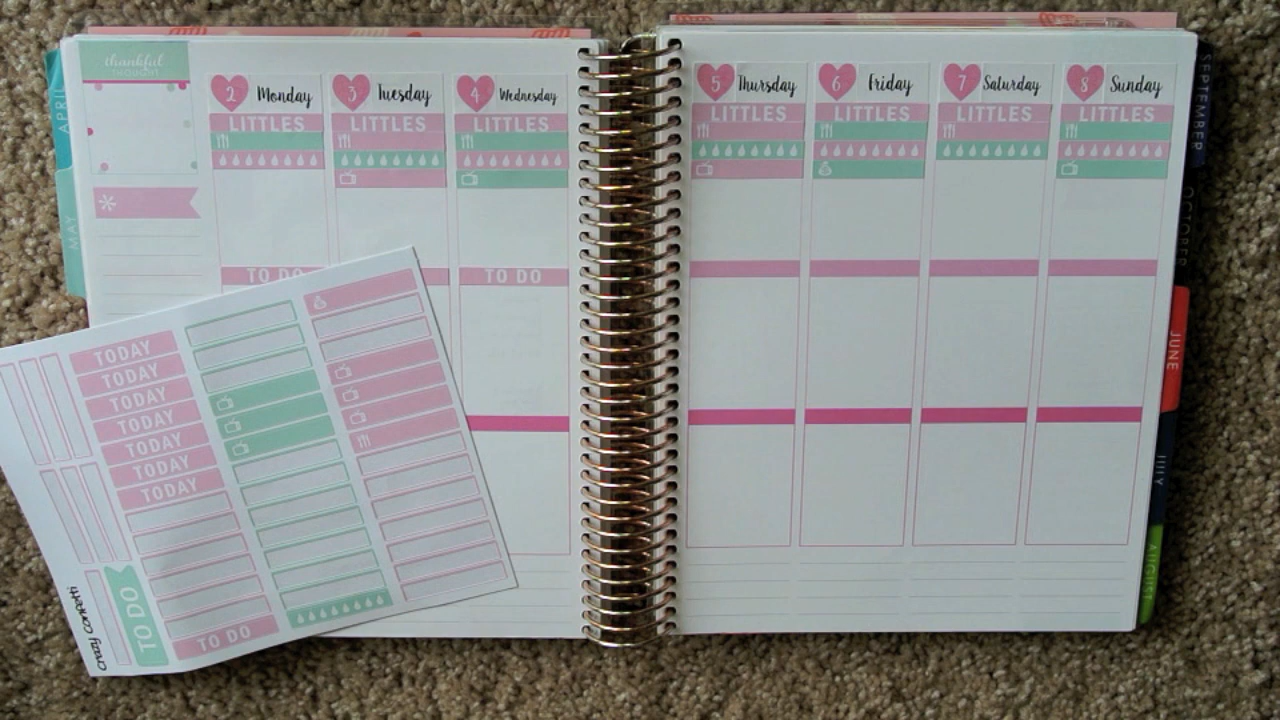 thankful
THOUGHT
2 Monday
3 Tuesday
4 Wednesday
5 Thursday
6 Friday
7 Saturday
8 Sunday
LITTLES
LITTLES
LITTLES
LITTLES
LITTLES
LITTLES
LITTLES
TO DO
TO DO
TODAY
TODAY
TODAY
TODAY
TODAY
TODAY
TODAY
TO DO
TO DO
crazy confetti
APRIL
MAY
SEPTEMBER
OCTOBER
JUNE
JULY
AUGUST